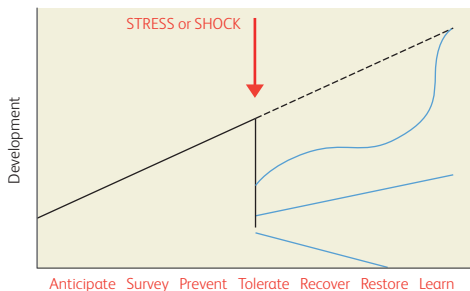 STRESS or SHOCK
Development
Anticipate Survey Prevent Tolerate Recover Restore Learn